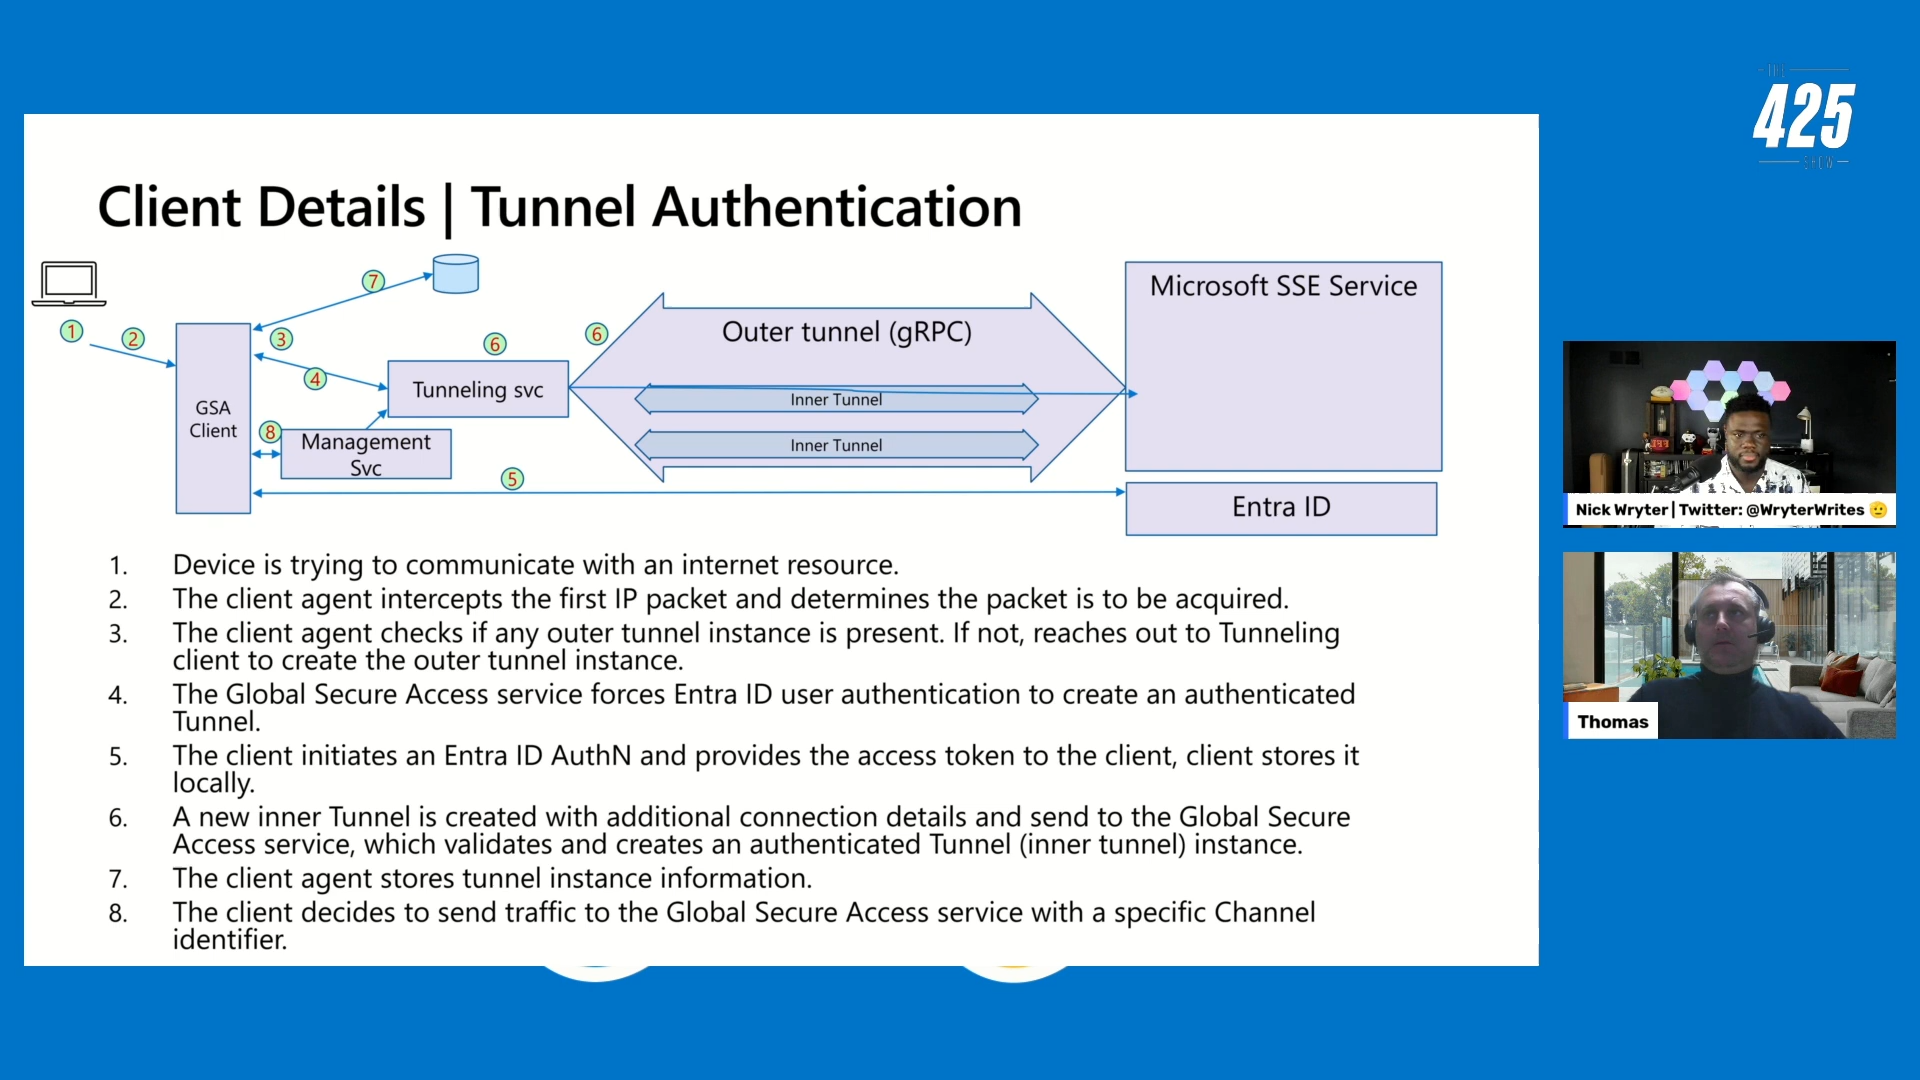 THE
425
SHOW
Client Details | Tunnel Authentication
7
Microsoft SSE Service
1
2
3
6
6
Outer tunnel (gRPC)
4
Tunneling svc
Inner Tunnel
GSA
Client
8
Management
Svc
Inner Tunnel
5
Entra ID
1. Device is trying to communicate with an internet resource.
2. The client agent intercepts the first IP packet and determines the packet is to be acquired.
3. The client agent checks if any outer tunnel instance is present. If not, reaches out to Tunneling
client to create the outer tunnel instance.
4. The Global Secure Access service forces Entra ID user authentication to create an authenticated
Tunnel.
5. The client initiates an Entra ID AuthN and provides the access token to the client, client stores it
locally.
6. A new inner Tunnel is created with additional connection details and send to the Global Secure
Access service, which validates and creates an authenticated Tunnel (inner tunnel) instance.
7. The client agent stores tunnel instance information.
8. The client decides to send traffic to the Global Secure Access service with a specific Channel
identifier.
Nick Wryter | Twitter: @WryterWrites 🫡
Thomas